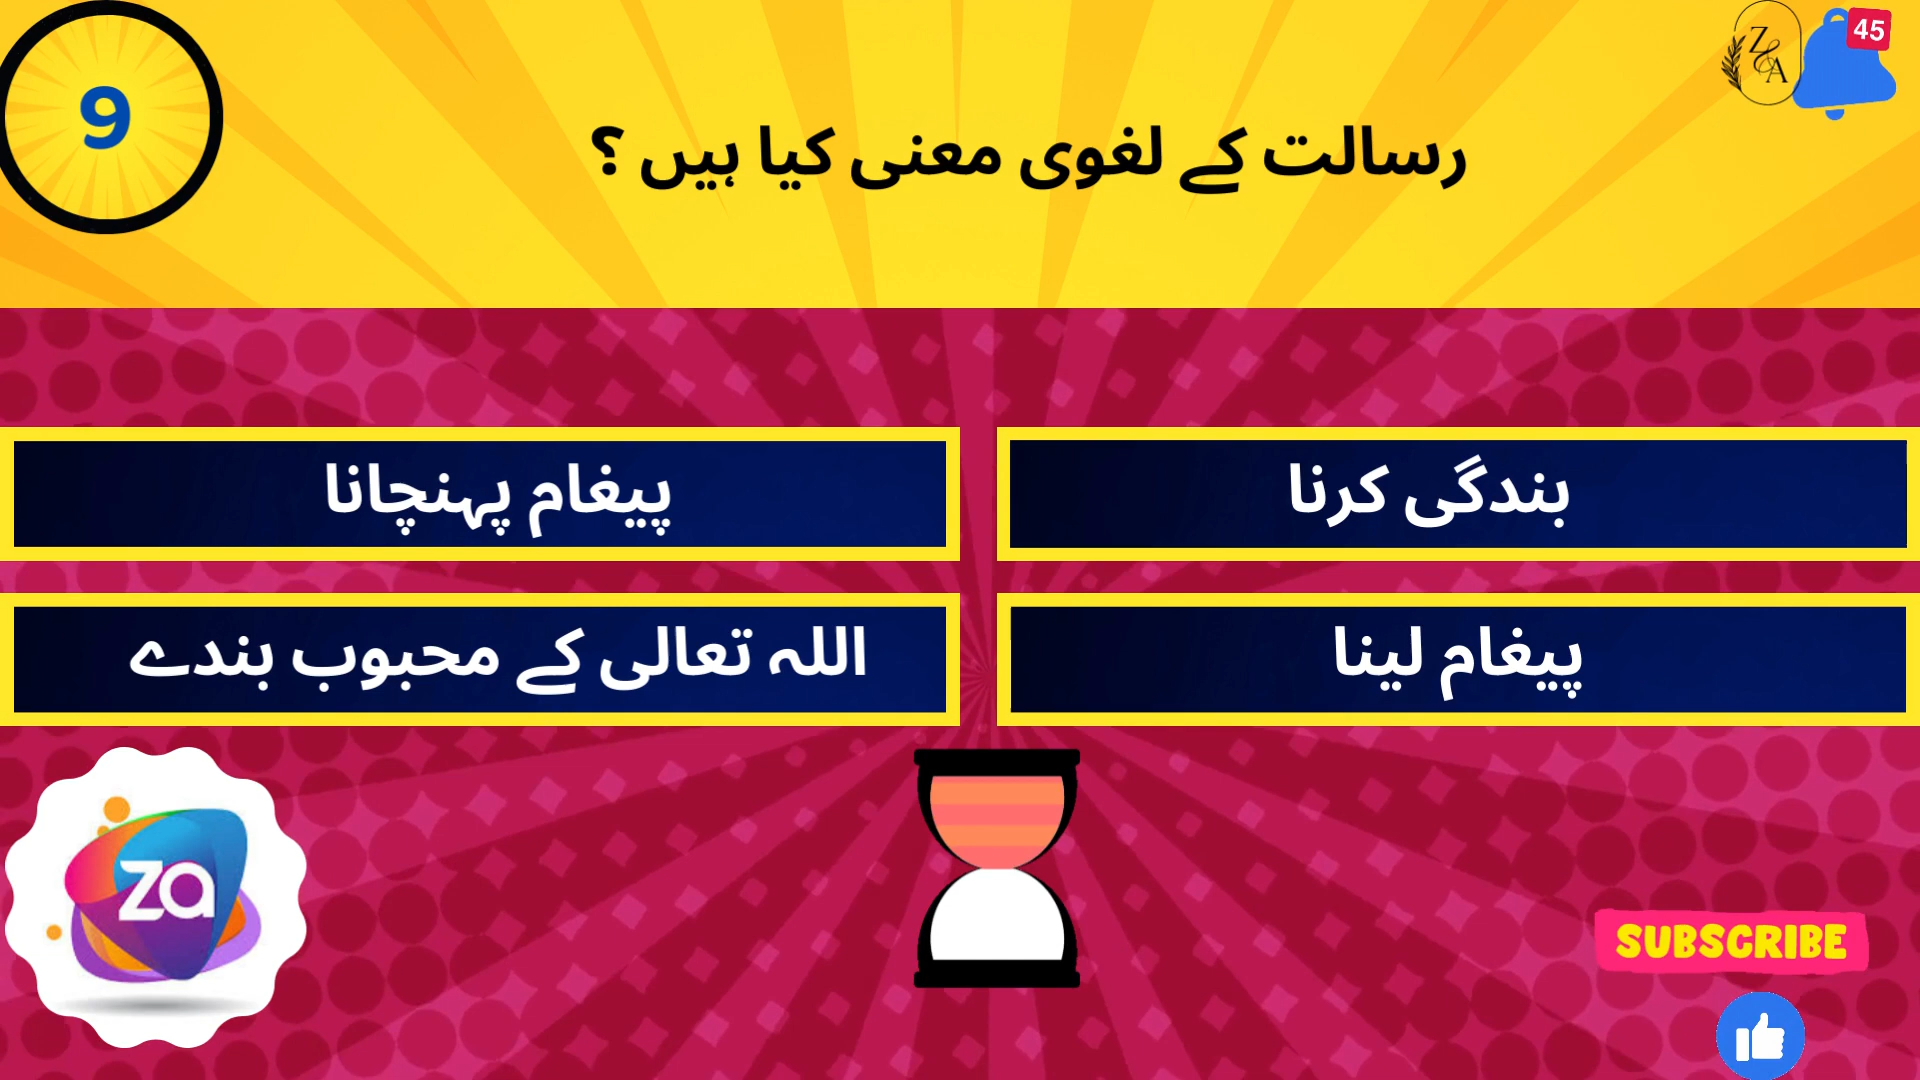 9
Z&A
45
رسالت کے لغوی معنی کیا ہیں ؟
بندگی کرنا
پیغام پہنچانا
پیغام لینا
اللہ تعالی کے محبوب بندے
za
SUBSCRIBE